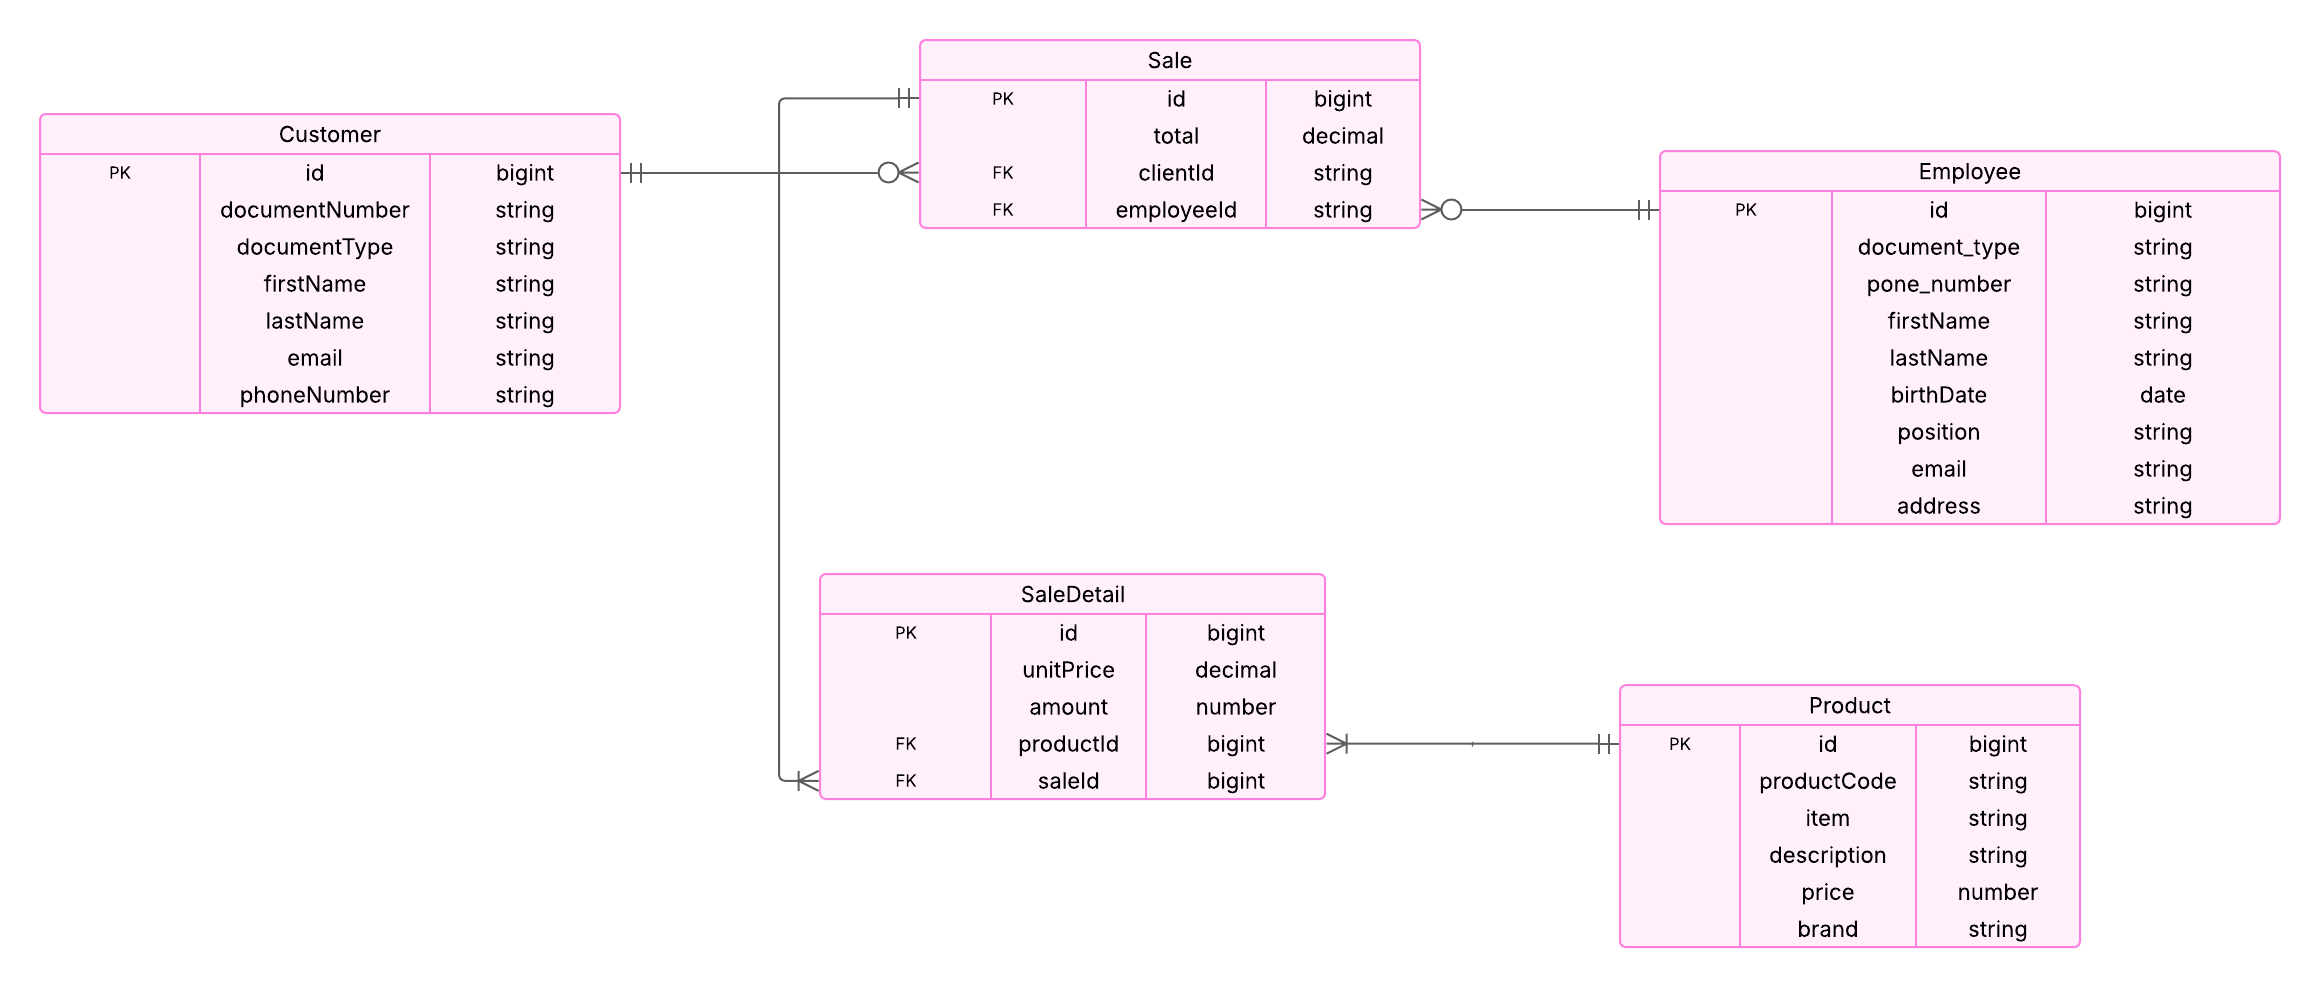 Customer
PK id bigint
documentNumber string
documentType string
firstName string
lastName string
email string
phoneNumber string
Sale
PK id bigint
total decimal
FK clientId string
FK employeeId string
Employee
PK id bigint
document_type string
pone_number string
firstName string
lastName string
birthDate date
position string
email string
address string
SaleDetail
PK id bigint
unitPrice decimal
amount number
FK productId bigint
FK saleId bigint
Product
PK id bigint
productCode string
item string
description string
price number
brand string